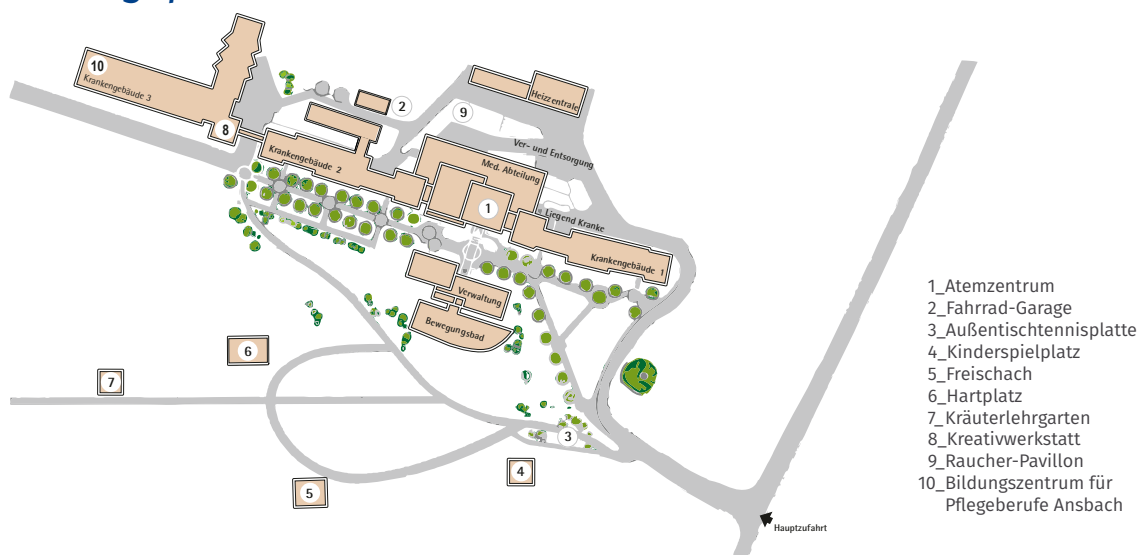 10
Krankengebäude 3
8
2
9
Heizzentrale
Ver- und Entsorgung
Krankengebäude 2
Med. Abteilung
1
Liegend Kranke
Krankengebäude 1
Verwaltung
Bewegungsbad
6
7
3
4
5
Hauptzufahrt
1_Atemzentrum
2_Fahrrad-Garage
3_Außentischtennisplatte
4_Kinderspielplatz
5_Freischach
6_Hartplatz
7_Kräuterlehrgarten
8_Kreativwerkstatt
9_Raucher-Pavillon
10_Bildungszentrum für
Pflegeberufe Ansbach